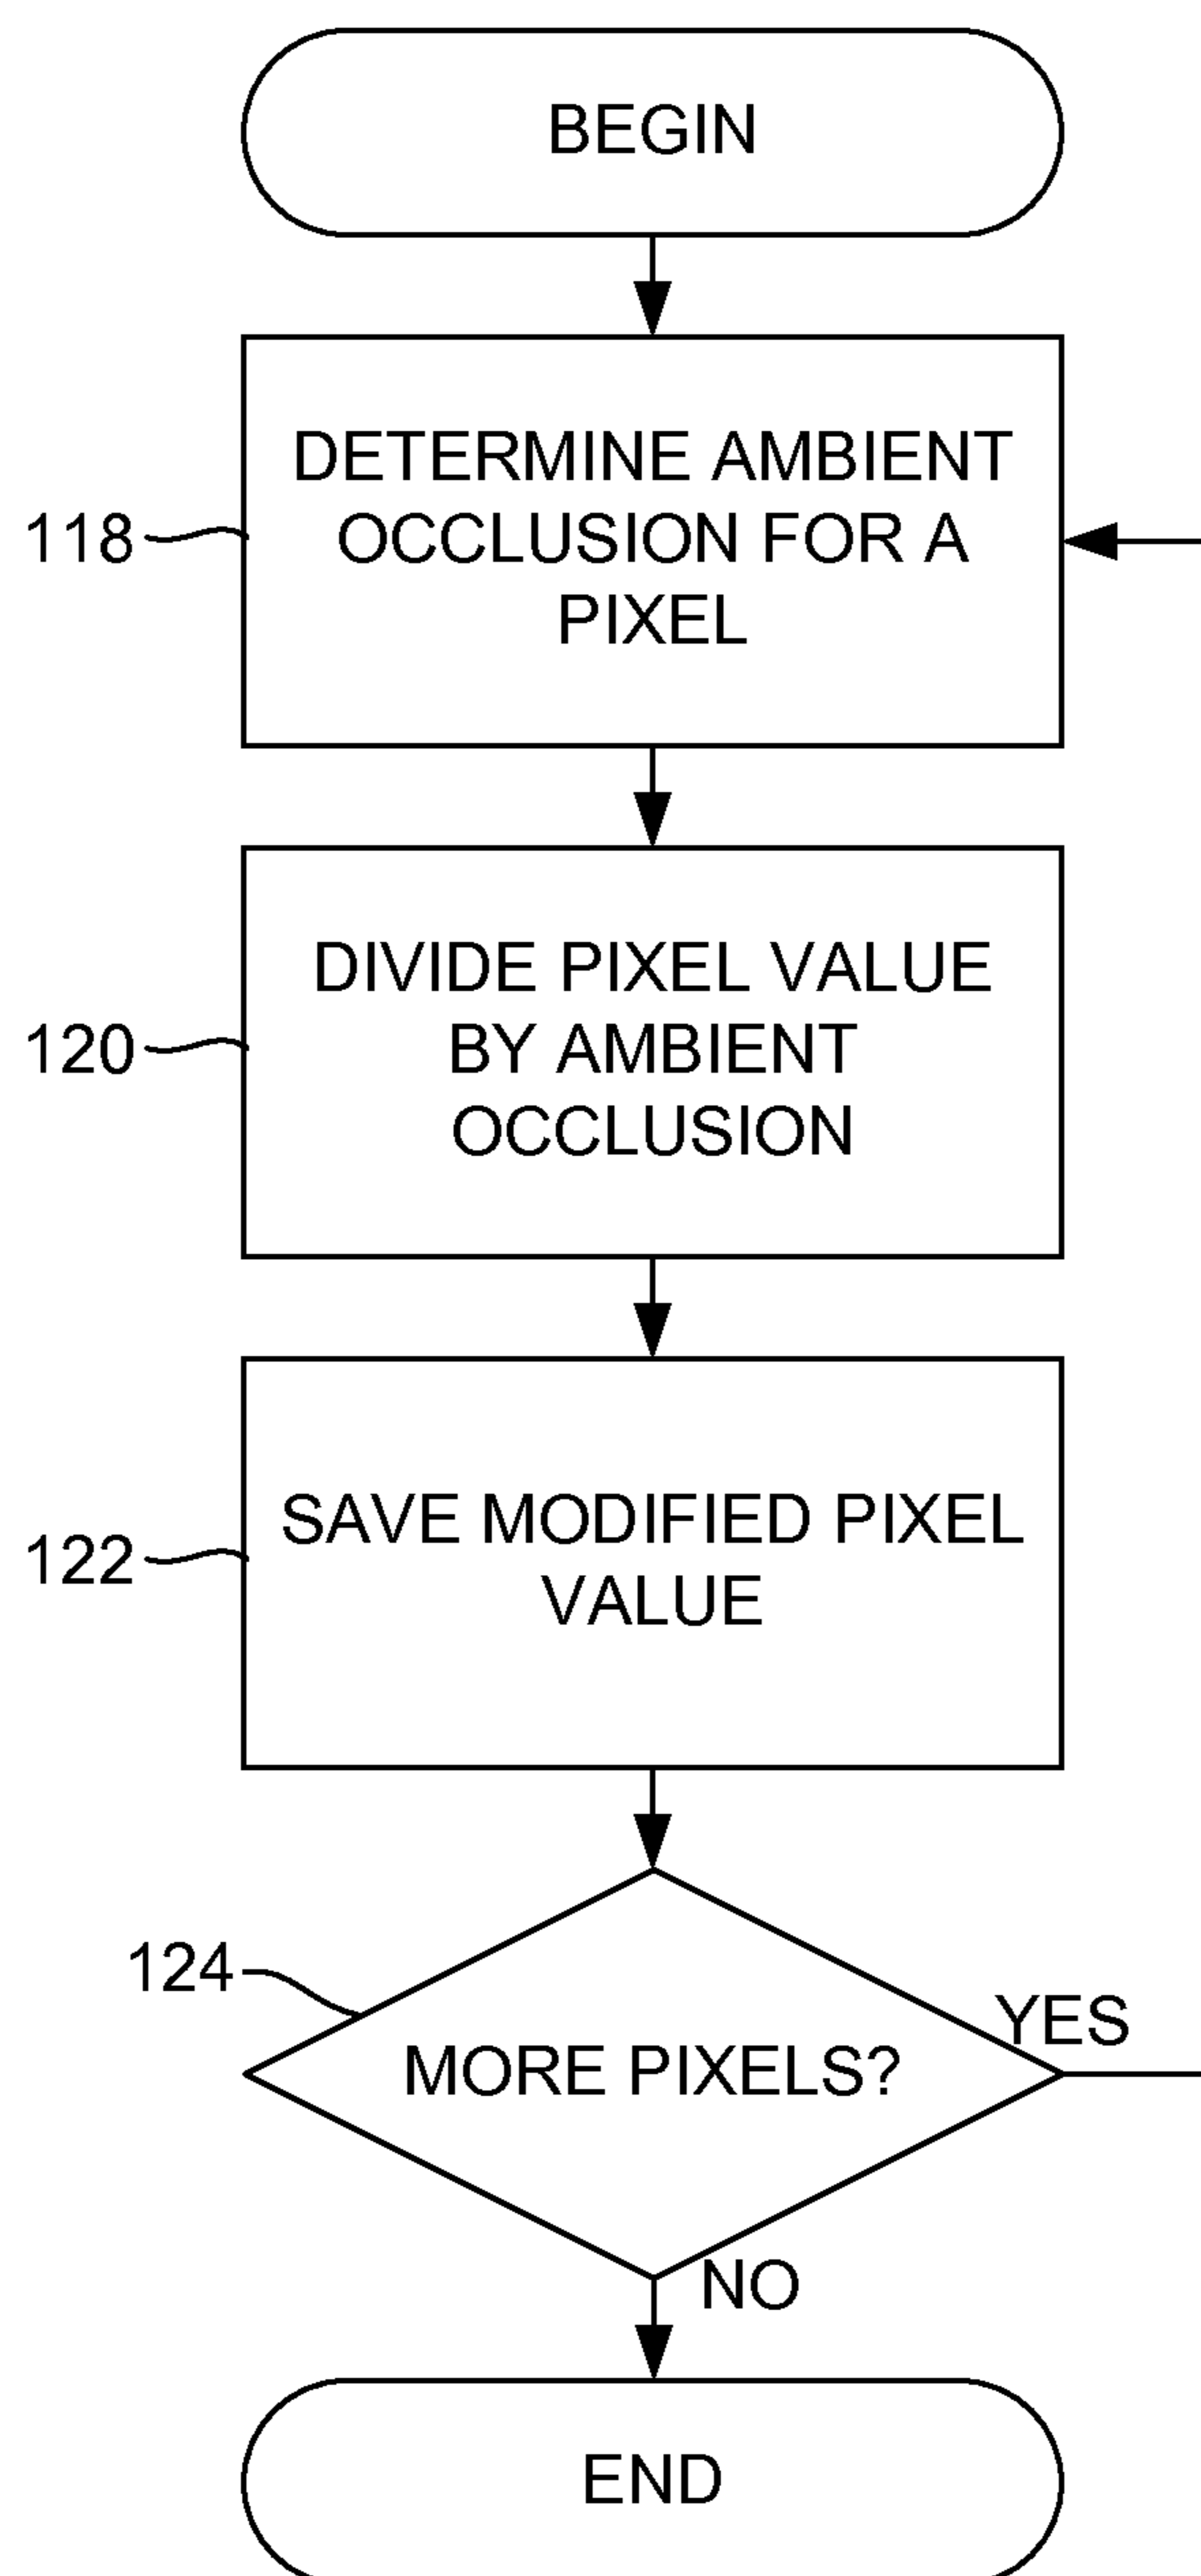 BEGIN
118
DETERMINE AMBIENT
OCCLUSION FOR A
PIXEL
120
DIVIDE PIXEL VALUE
BY AMBIENT
OCCLUSION
122
SAVE MODIFIED PIXEL
VALUE
124
MORE PIXELS?
YES
NO
END